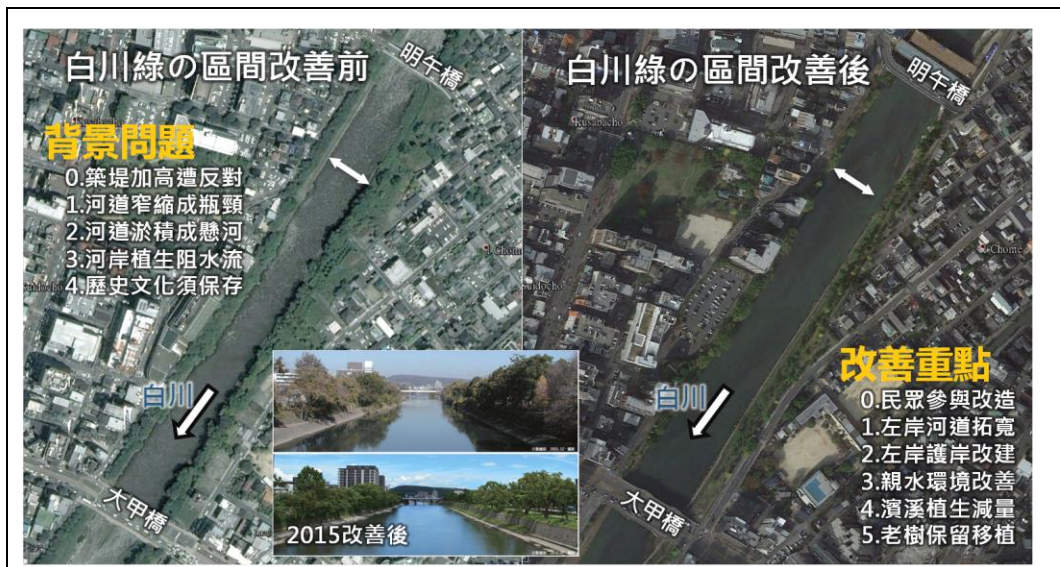 白川綠の區間改善前
明午橋
背景問題
0.築堤加高遭反對
1.河道窄縮成瓶頸
2.河道淤積成懸河
3.河岸植生阻水流
4.歷史文化須保存
白川
大甲橋
2015改善後
白川綠の區間改善後
明午橋
Kusabacho
白川
大甲橋
改善重點
0.民眾參與改造
1.左岸河道拓寬
2.左岸護岸改建
3.親水環境改善
4.濱溪植生減量
5.老樹保留移植